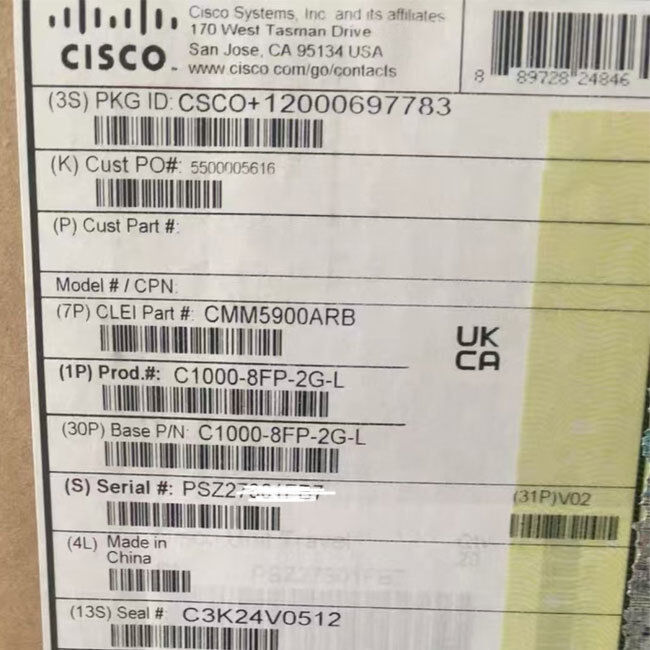 CISCO
Cisco Systems, Inc. and its affiliates
170 West Tasman Drive
San Jose, CA 95134 USA
www.cisco.com/go/contacts
8 89728 24846
(3S) PKG ID: CSCO+12000697783
(K) Cust PO#: 5500005616
(P) Cust Part #:
Model # / CPN:
(7P) CLEI Part #: CMM5900ARB
UK
CA
(1P) Prod.#: C1000-8FP-2G-L
(30P) Base P/N: C1000-8FP-2G-L
(S) Serial #:
(31P)V02
(4L) Made in
China
(13S) Seal # C3K24V0512